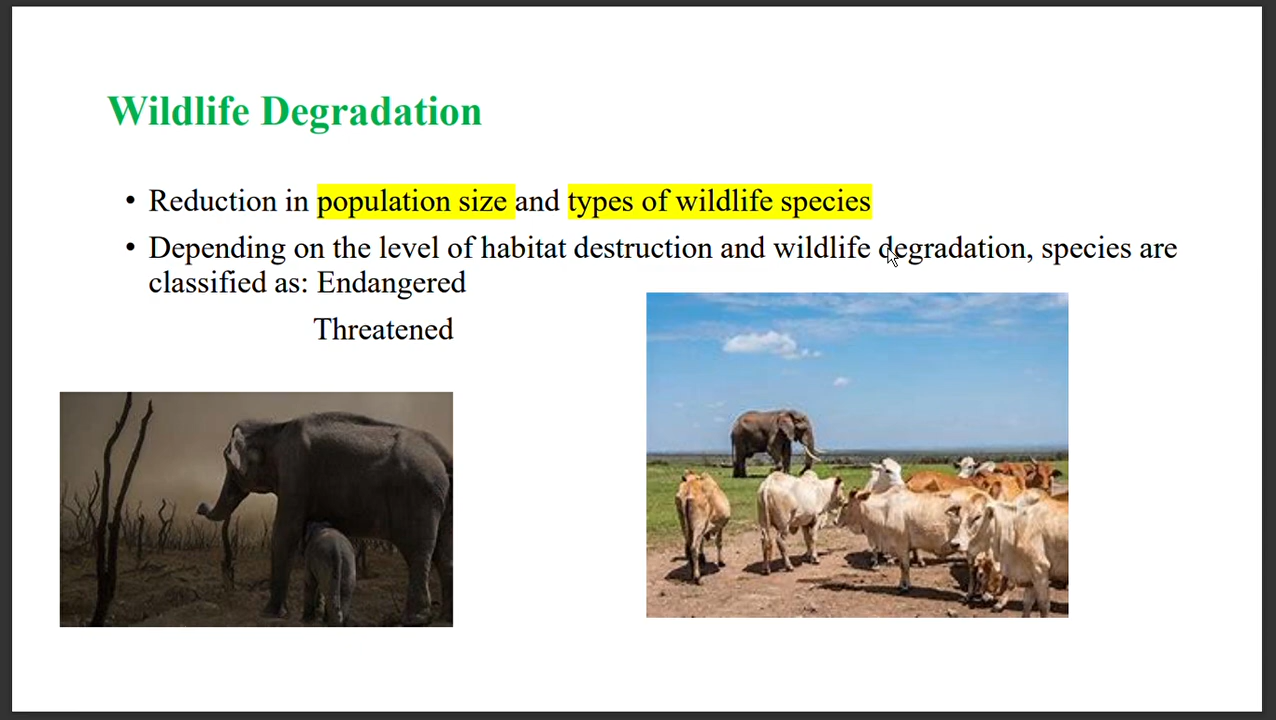 Wildlife Degradation
• Reduction in population size and types of wildlife species
• Depending on the level of habitat destruction and wildlife degradation, species are
classified as: Endangered
Threatened